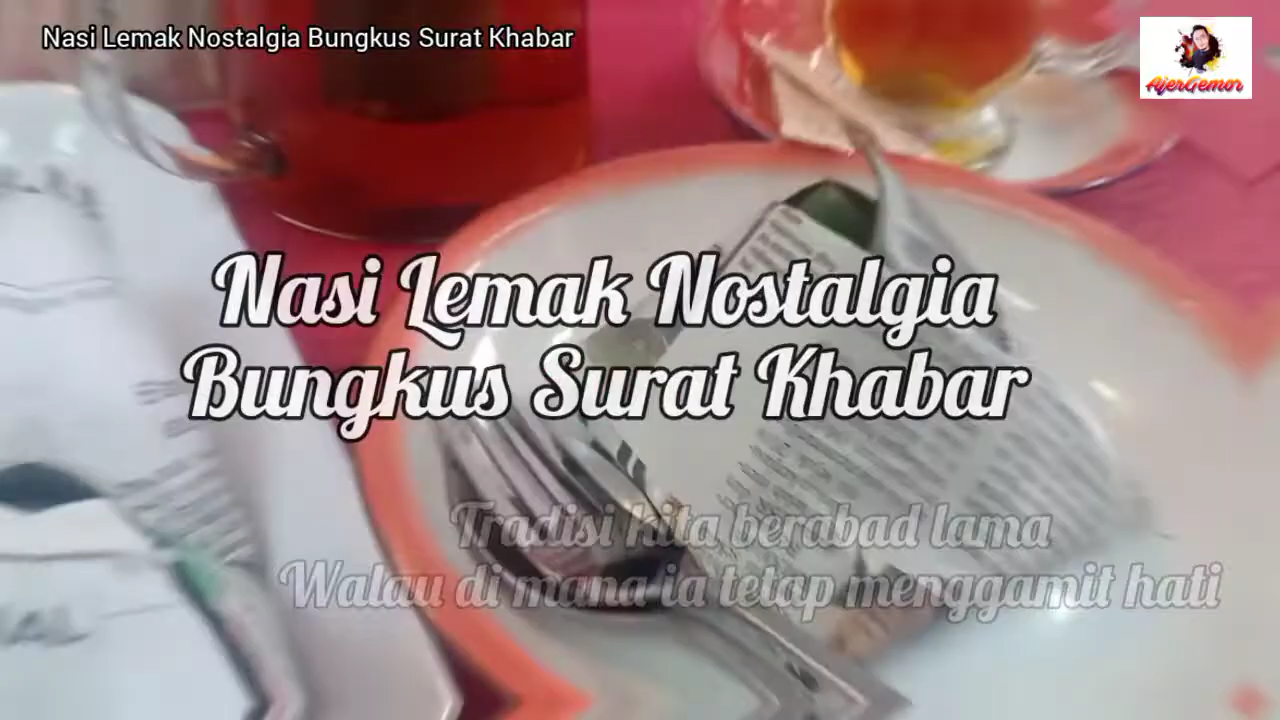 Nasi Lemak Nostalgia Bungkus Surat Khabar
AjerGemor
Nasi Lemak Nostalgia
Bungkus Surat Khabar
Tradisi kita berabad lama
Walau di mana ia tetap menggamit hati